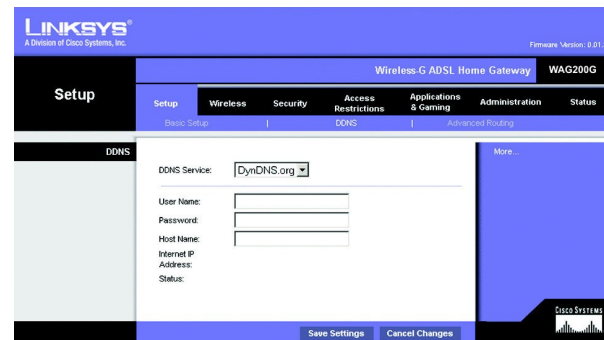 LINKSYS®
A Division of Cisco Systems, Inc.
Firmware Version: 0.01.
Wireless-G ADSL Home Gateway WAG200G
Setup
Setup Wireless Security Access Restrictions Applications & Gaming Administration Status
Basic Setup | DDNS | Advanced Routing
DDNS
More...
DDNS Service: DynDNS.org
User Name:
Password:
Host Name:
Internet IP
Address:
Status:
Save Settings Cancel Changes
CISCO SYSTEMS